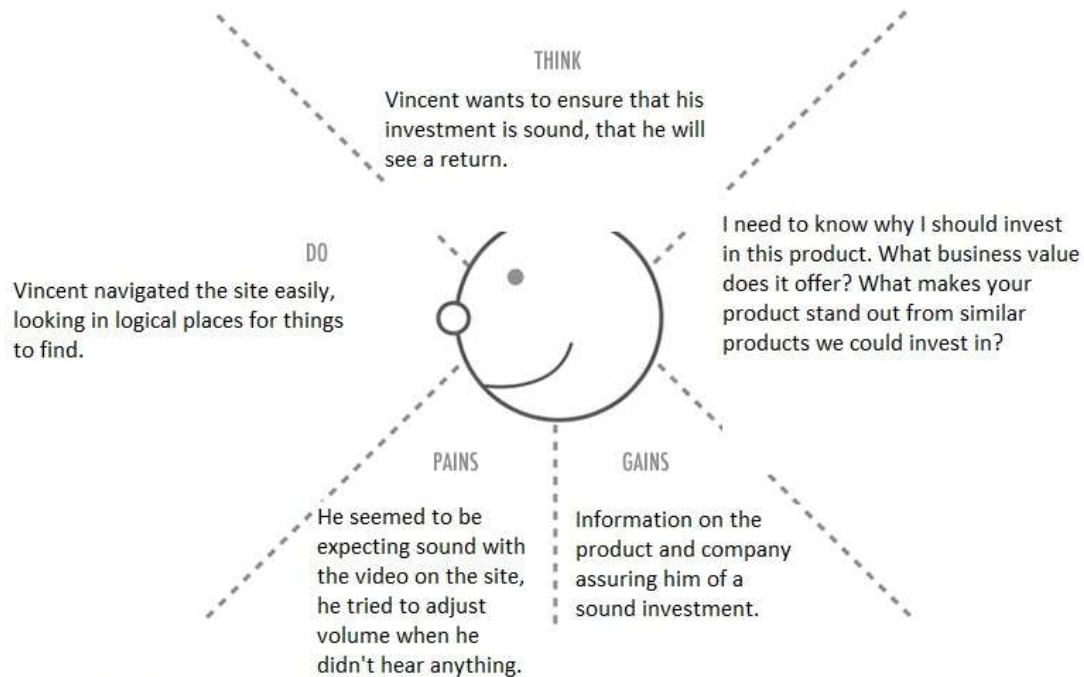 THINK
Vincent wants to ensure that his
investment is sound, that he will
see a return.
I need to know why I should invest
in this product. What business value
does it offer? What makes your
product stand out from similar
products we could invest in?
DO
Vincent navigated the site easily,
looking in logical places for things
to find.
PAINS
He seemed to be
expecting sound with
the video on the site,
he tried to adjust
volume when he
didn't hear anything.
GAINS
Information on the
product and company
assuring him of a
sound investment.